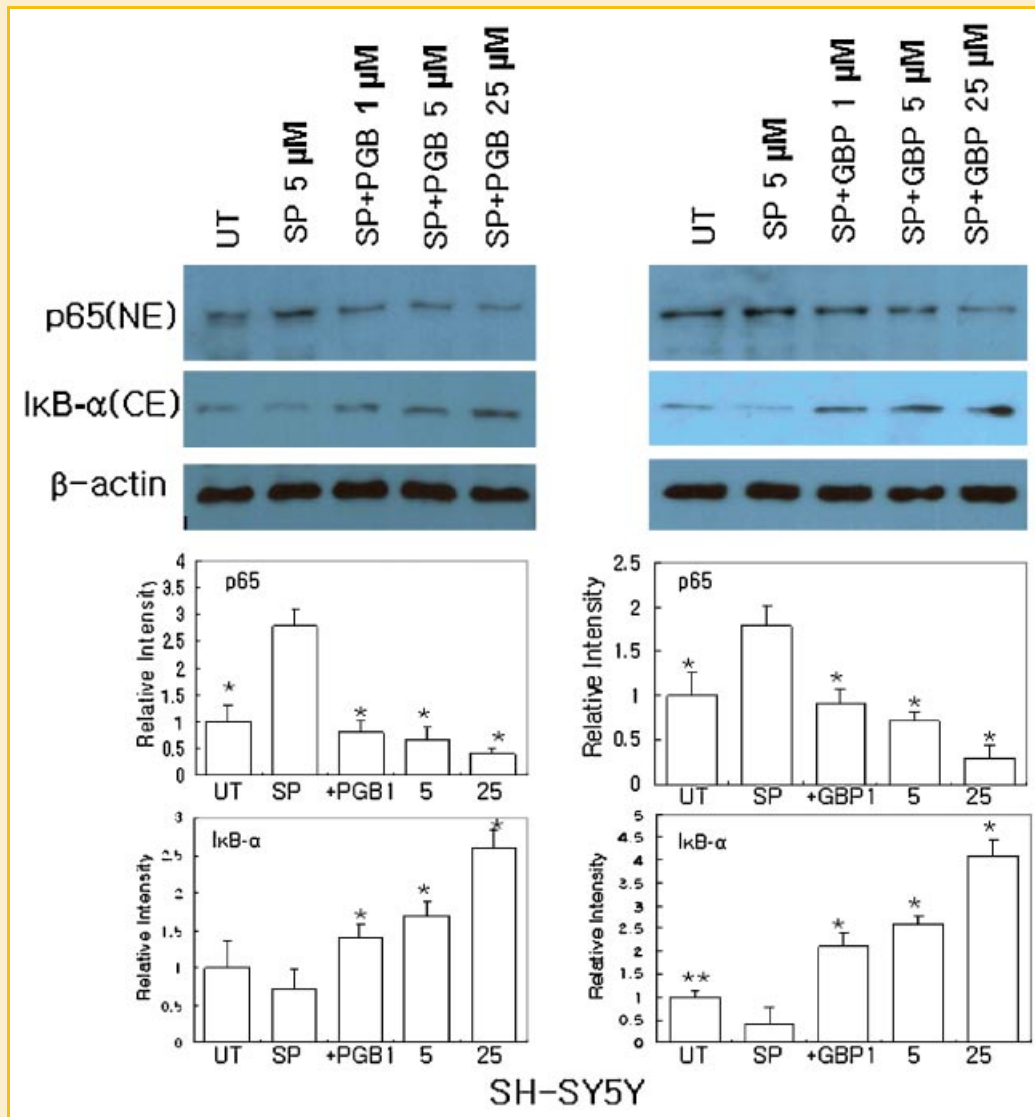 UT SP 5 µM SP+PGB 1 µM SP+PGB 5 µM SP+PGB 25 µM
UT SP 5 µM SP+GBP 1 µM SP+GBP 5 µM SP+GBP 25 µM
p65(NE)
IκB-α(CE)
β-actin
p65
Relative Intensity
4
3.5
3
2.5
2
1.5
1
0.5
0
* * * *
UT SP +PGB1 5 25
p65
Relative Intensity
2.5
2
1.5
1
0.5
0
* * * *
UT SP +GBP1 5 25
IκB-α
Relative Intensity
3
2.5
2
1.5
1
0.5
0
* * *
UT SP +PGB1 5 25
IκB-α
Relative Intensity
5
4.5
4
3.5
3
2.5
2
1.5
1
0.5
0
** * * *
UT SP +GBP1 5 25
SH-SY5Y